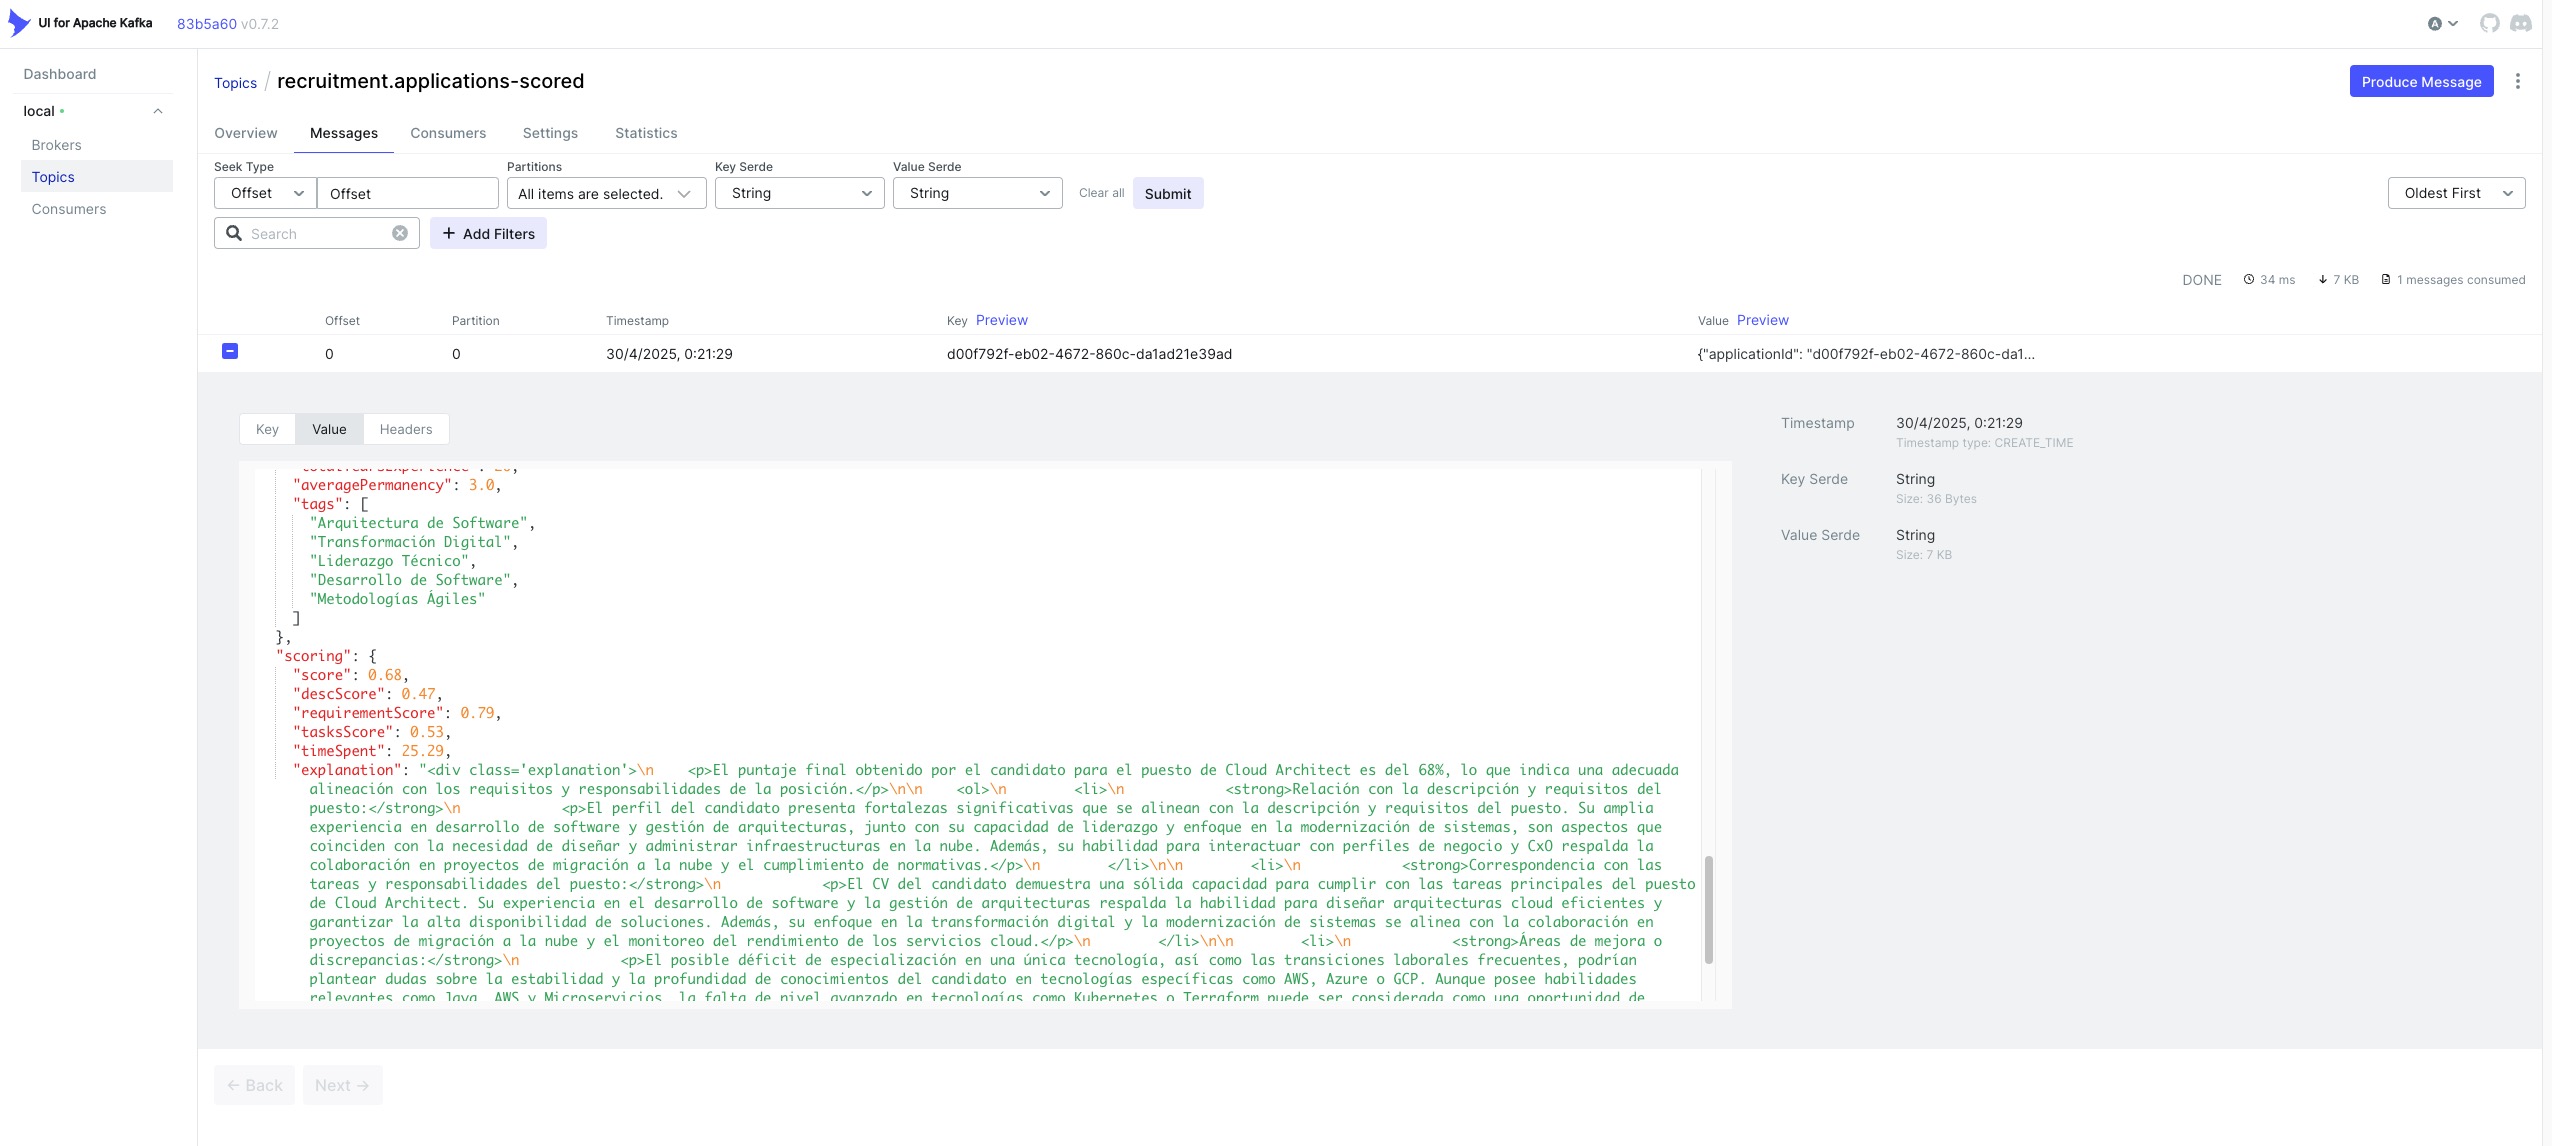 UI for Apache Kafka 83b5a60 v0.7.2
A
Dashboard
local
Brokers
Topics
Consumers
Topics / recruitment.applications-scored
Produce Message
Overview Messages Consumers Settings Statistics
Seek Type Partitions Key Serde Value Serde
Offset Offset All items are selected. String String Clear all Submit Oldest First
Search + Add Filters
DONE 34 ms 7 KB 1 messages consumed
Offset Partition Timestamp Key Preview Value Preview
0 0 30/4/2025, 0:21:29 d00f792f-eb02-4672-860c-da1ad21e39ad {"applicationId": "d00f792f-eb02-4672-860c-da1...
Key Value Headers
"averagePermanency": 3.0,
"tags": [
"Arquitectura de Software",
"Transformación Digital",
"Liderazgo Técnico",
"Desarrollo de Software",
"Metodologías Ágiles"
]
},
"scoring": {
"score": 0.68,
"descScore": 0.47,
"requirementScore": 0.79,
"tasksScore": 0.53,
"timeSpent": 25.29,
"explanation": "<div class='explanation'>\n    <p>El puntaje final obtenido por el candidato para el puesto de Cloud Architect es del 68%, lo que indica una adecuada
alineación con los requisitos y responsabilidades de la posición.</p>\n\n    <ol>\n        <li>\n            <strong>Relación con la descripción y requisitos del
puesto:</strong>\n            <p>El perfil del candidato presenta fortalezas significativas que se alinean con la descripción y requisitos del puesto. Su amplia
experiencia en desarrollo de software y gestión de arquitecturas, junto con su capacidad de liderazgo y enfoque en la modernización de sistemas, son aspectos que
coinciden con la necesidad de diseñar y administrar infraestructuras en la nube. Además, su habilidad para interactuar con perfiles de negocio y CxO respalda la
colaboración en proyectos de migración a la nube y el cumplimiento de normativas.</p>\n        </li>\n\n        <li>\n            <strong>Correspondencia con las
tareas y responsabilidades del puesto:</strong>\n            <p>El CV del candidato demuestra una sólida capacidad para cumplir con las tareas principales del puesto
de Cloud Architect. Su experiencia en el desarrollo de software y la gestión de arquitecturas respalda la habilidad para diseñar arquitecturas cloud eficientes y
garantizar la alta disponibilidad de soluciones. Además, su enfoque en la transformación digital y la modernización de sistemas se alinea con la colaboración en
proyectos de migración a la nube y el monitoreo del rendimiento de los servicios cloud.</p>\n        </li>\n\n        <li>\n            <strong>Áreas de mejora o
discrepancias:</strong>\n            <p>El posible déficit de especialización en una única tecnología, así como las transiciones laborales frecuentes, podrían
plantear dudas sobre la estabilidad y la profundidad de conocimientos del candidato en tecnologías específicas como AWS, Azure o GCP. Aunque posee habilidades
relevantes como Java, AWS y Microservicios, la falta de nivel avanzado en tecnologías como Kubernetes o Terraform puede ser considerada como una oportunidad de
Timestamp 30/4/2025, 0:21:29
Timestamp type: CREATE_TIME
Key Serde String
Size: 36 Bytes
Value Serde String
Size: 7 KB
← Back Next →